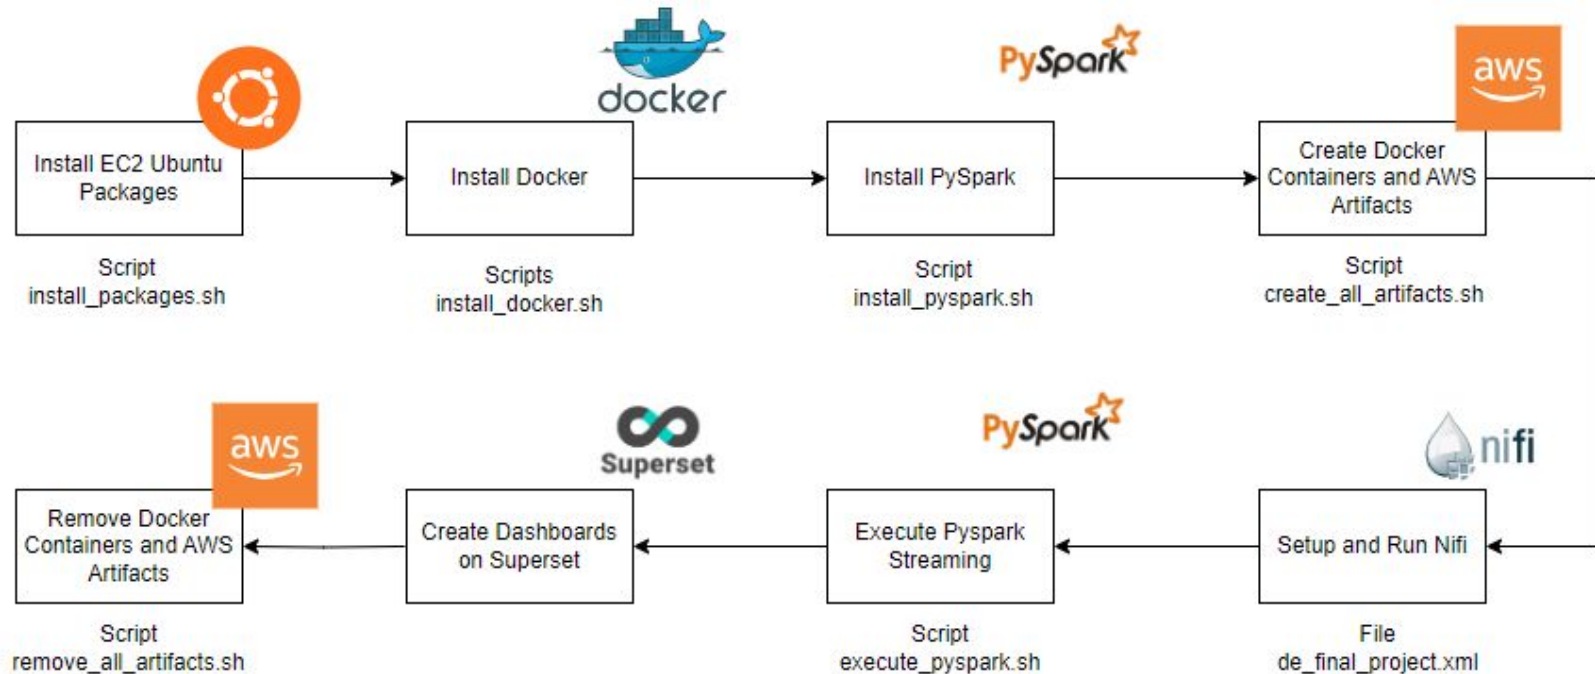 docker
PySpark
aws
Install EC2 Ubuntu
Packages
Install Docker
Install PySpark
Create Docker
Containers and AWS
Artifacts
Script
install_packages.sh
Scripts
install_docker.sh
Script
install_pyspark.sh
Script
create_all_artifacts.sh
aws
Superset
PySpark
nifi
Remove Docker
Containers and AWS
Artifacts
Create Dashboards
on Superset
Execute Pyspark
Streaming
Setup and Run Nifi
Script
remove_all_artifacts.sh
Script
execute_pyspark.sh
File
de_final_project.xml